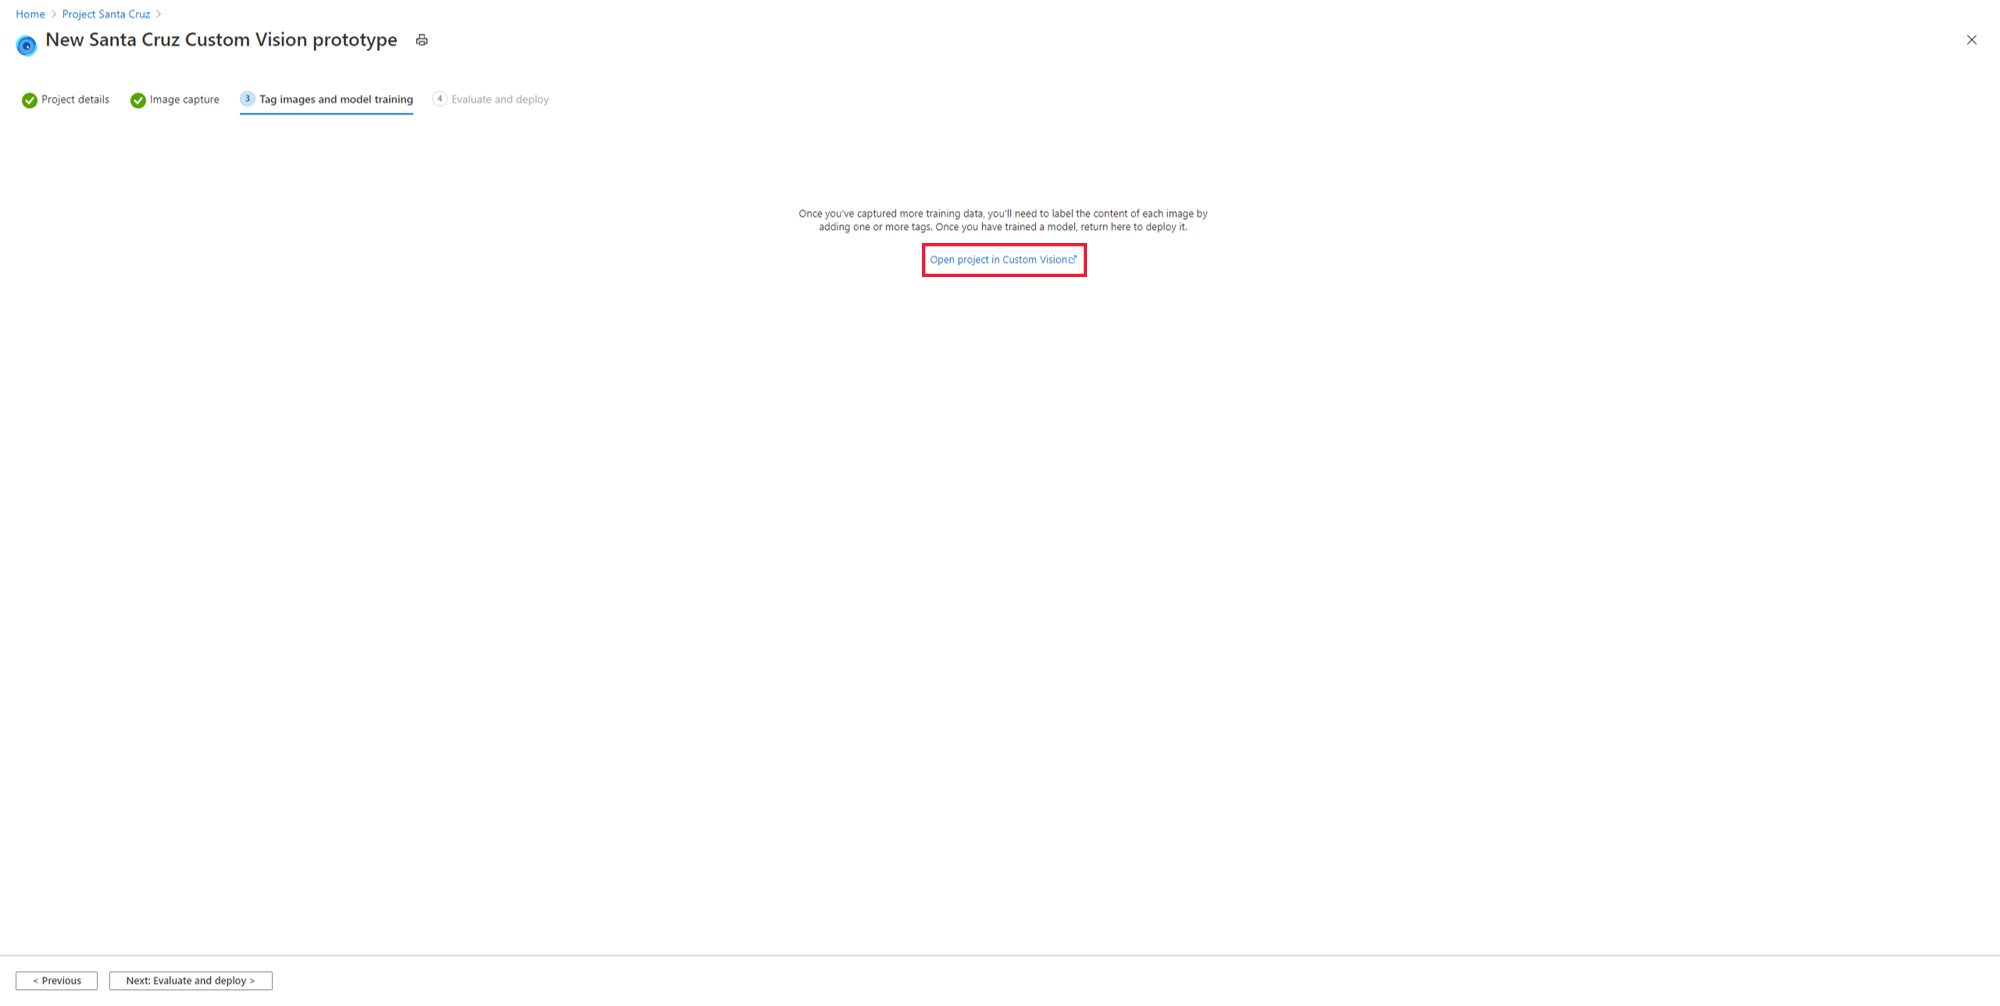 Home > Project Santa Cruz >
New Santa Cruz Custom Vision prototype
Project details
Image capture
3 Tag images and model training
4 Evaluate and deploy
Once you've captured more training data, you'll need to label the content of each image by
adding one or more tags. Once you have trained a model, return here to deploy it.
Open project in Custom Vision
< Previous
Next: Evaluate and deploy >